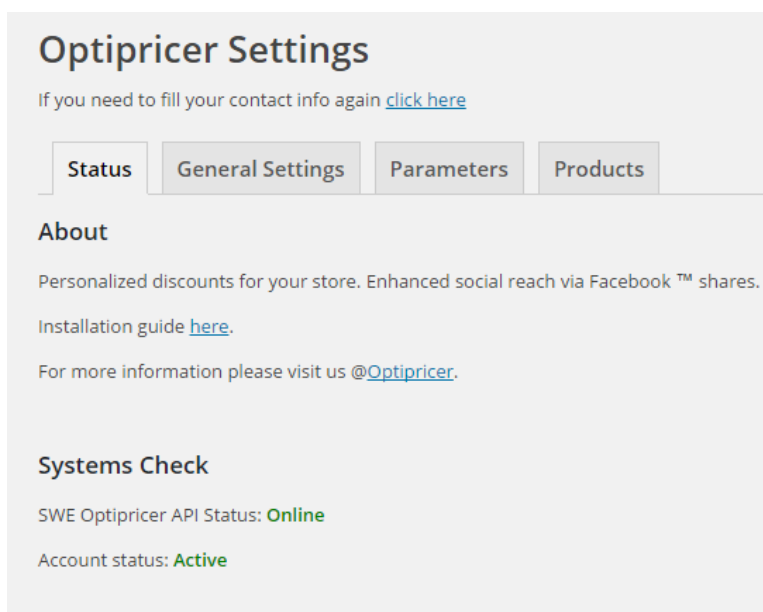 Optipricer Settings
If you need to fill your contact info again click here
Status General Settings Parameters Products
About
Personalized discounts for your store. Enhanced social reach via Facebook ™ shares.
Installation guide here.
For more information please visit us @Optipricer.
Systems Check
SWE Optipricer API Status: Online
Account status: Active